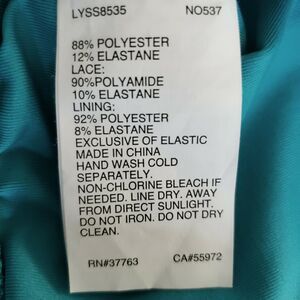 LYSS8535 NO537
88% POLYESTER
12% ELASTANE
LACE:
90%POLYAMIDE
10% ELASTANE
LINING:
92% POLYESTER
8% ELASTANE
EXCLUSIVE OF ELASTIC
MADE IN CHINA
HAND WASH COLD
SEPARATELY.
NON-CHLORINE BLEACH IF
NEEDED. LINE DRY. AWAY
FROM DIRECT SUNLIGHT.
DO NOT IRON. DO NOT DRY
CLEAN.
RN#37763 CA#55972